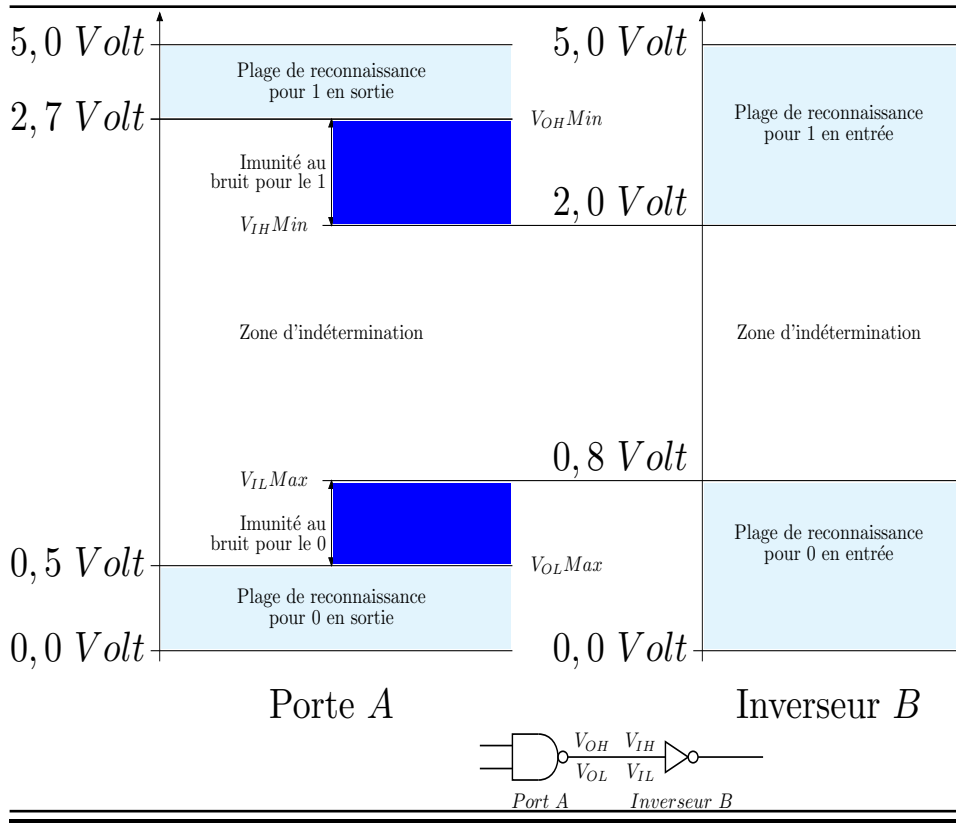 5, 0 Volt
5, 0 Volt
Plage de reconnaissance
pour 1 en sortie
2, 7 Volt
V_OH Min
Plage de reconnaissance
pour 1 en entrée
Imunité au
bruit pour le 1
2, 0 Volt
V_IH Min
Zone d'indétermination
Zone d'indétermination
0, 8 Volt
V_IL Max
Imunité au
bruit pour le 0
Plage de reconnaissance
pour 0 en entrée
0, 5 Volt
V_OL Max
Plage de reconnaissance
pour 0 en sortie
0, 0 Volt
0, 0 Volt
Porte A
Inverseur B
V_OH V_IH
V_OL V_IL
Port A
Inverseur B